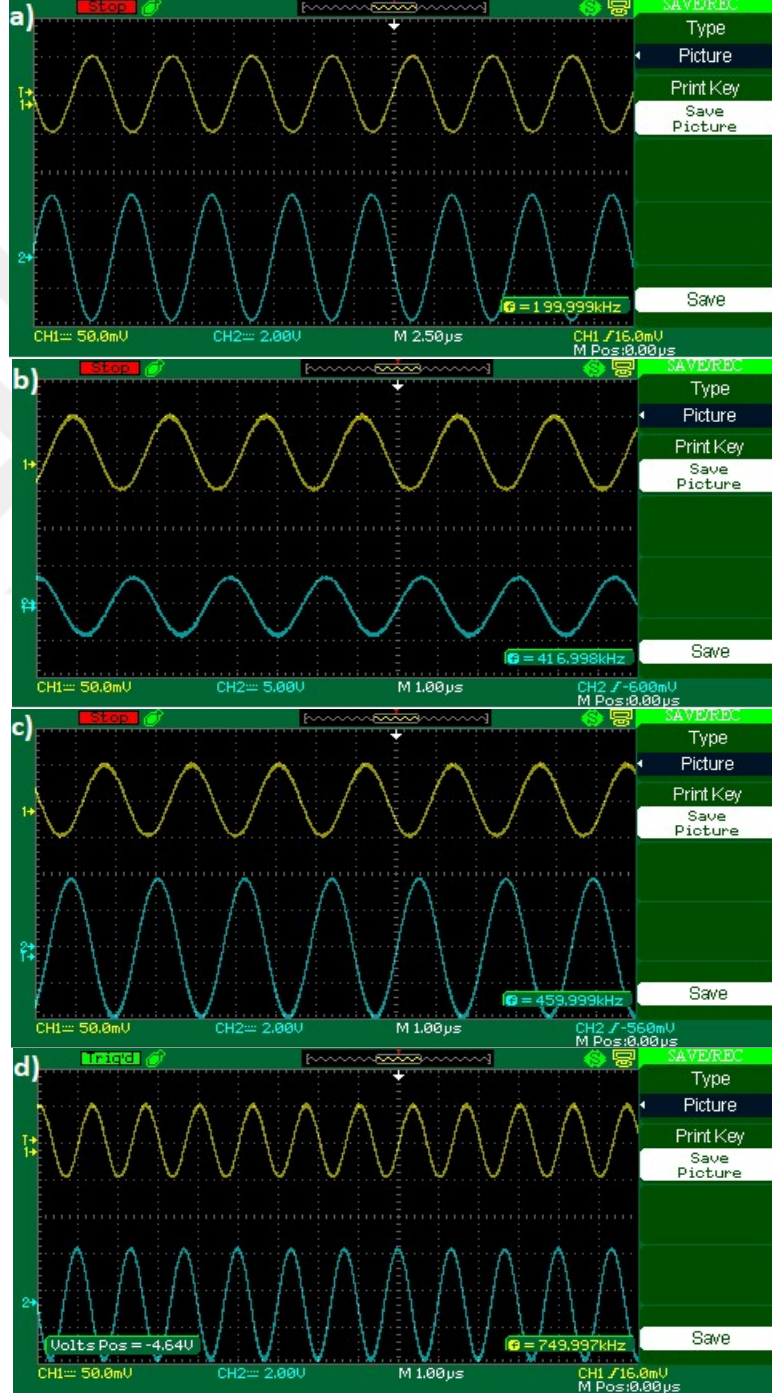 a)
Stop
SAVE/REC
Type
Picture
Print Key
Save
Picture
T
1
2
f = 199.999kHz
Save
CH1 50.0mV CH2 2.00V M 2.50μs CH1 /16.0mV
M Pos:0.00μs
b)
Stop
SAVE/REC
Type
Picture
Print Key
Save
Picture
1
f = 416.998kHz
Save
CH1 50.0mV CH2 5.00V M 1.00μs CH2 /-600mV
M Pos:0.00μs
c)
Stop
SAVE/REC
Type
Picture
Print Key
Save
Picture
1
2
T
f = 459.999kHz
Save
CH1 50.0mV CH2 2.00V M 1.00μs CH2 /-560mV
M Pos:0.00μs
d)
Trig'd
SAVE/REC
Type
Picture
Print Key
Save
Picture
T
1
2
Volts Pos = -4.64V
f = 749.997kHz
Save
CH1 50.0mV CH2 2.00V M 1.00μs CH1 /16.0mV
M Pos:0.00μs